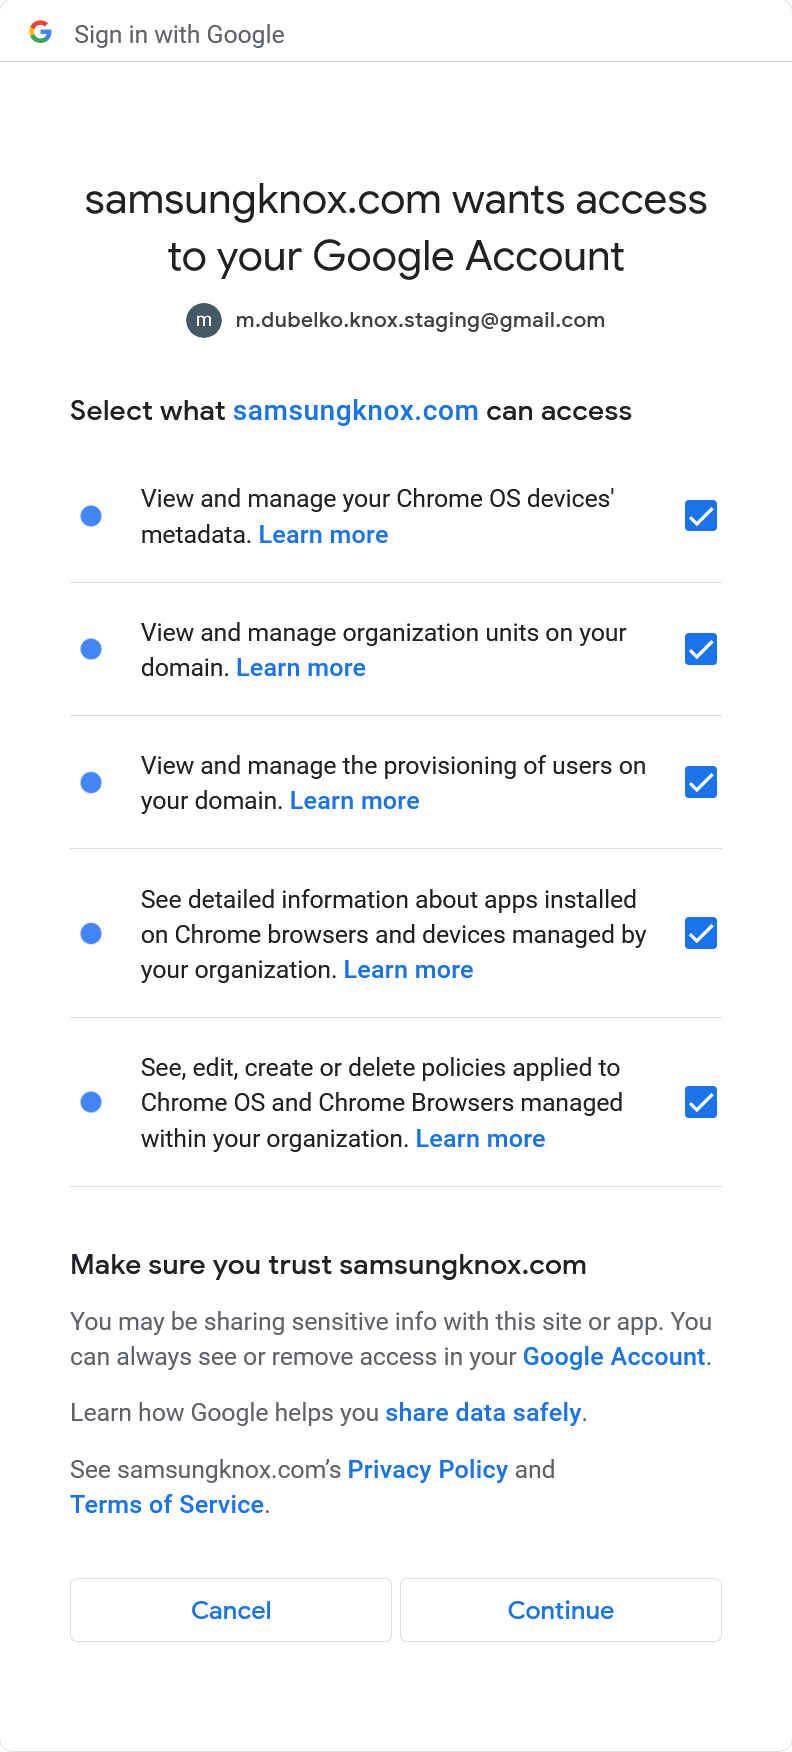 Sign in with Google
samsungknox.com wants access
to your Google Account
m m.dubelko.knox.staging@gmail.com
Select what samsungknox.com can access
View and manage your Chrome OS devices'
metadata. Learn more
View and manage organization units on your
domain. Learn more
View and manage the provisioning of users on
your domain. Learn more
See detailed information about apps installed
on Chrome browsers and devices managed by
your organization. Learn more
See, edit, create or delete policies applied to
Chrome OS and Chrome Browsers managed
within your organization. Learn more
Make sure you trust samsungknox.com
You may be sharing sensitive info with this site or app. You
can always see or remove access in your Google Account.
Learn how Google helps you share data safely.
See samsungknox.com’s Privacy Policy and
Terms of Service.
Cancel Continue